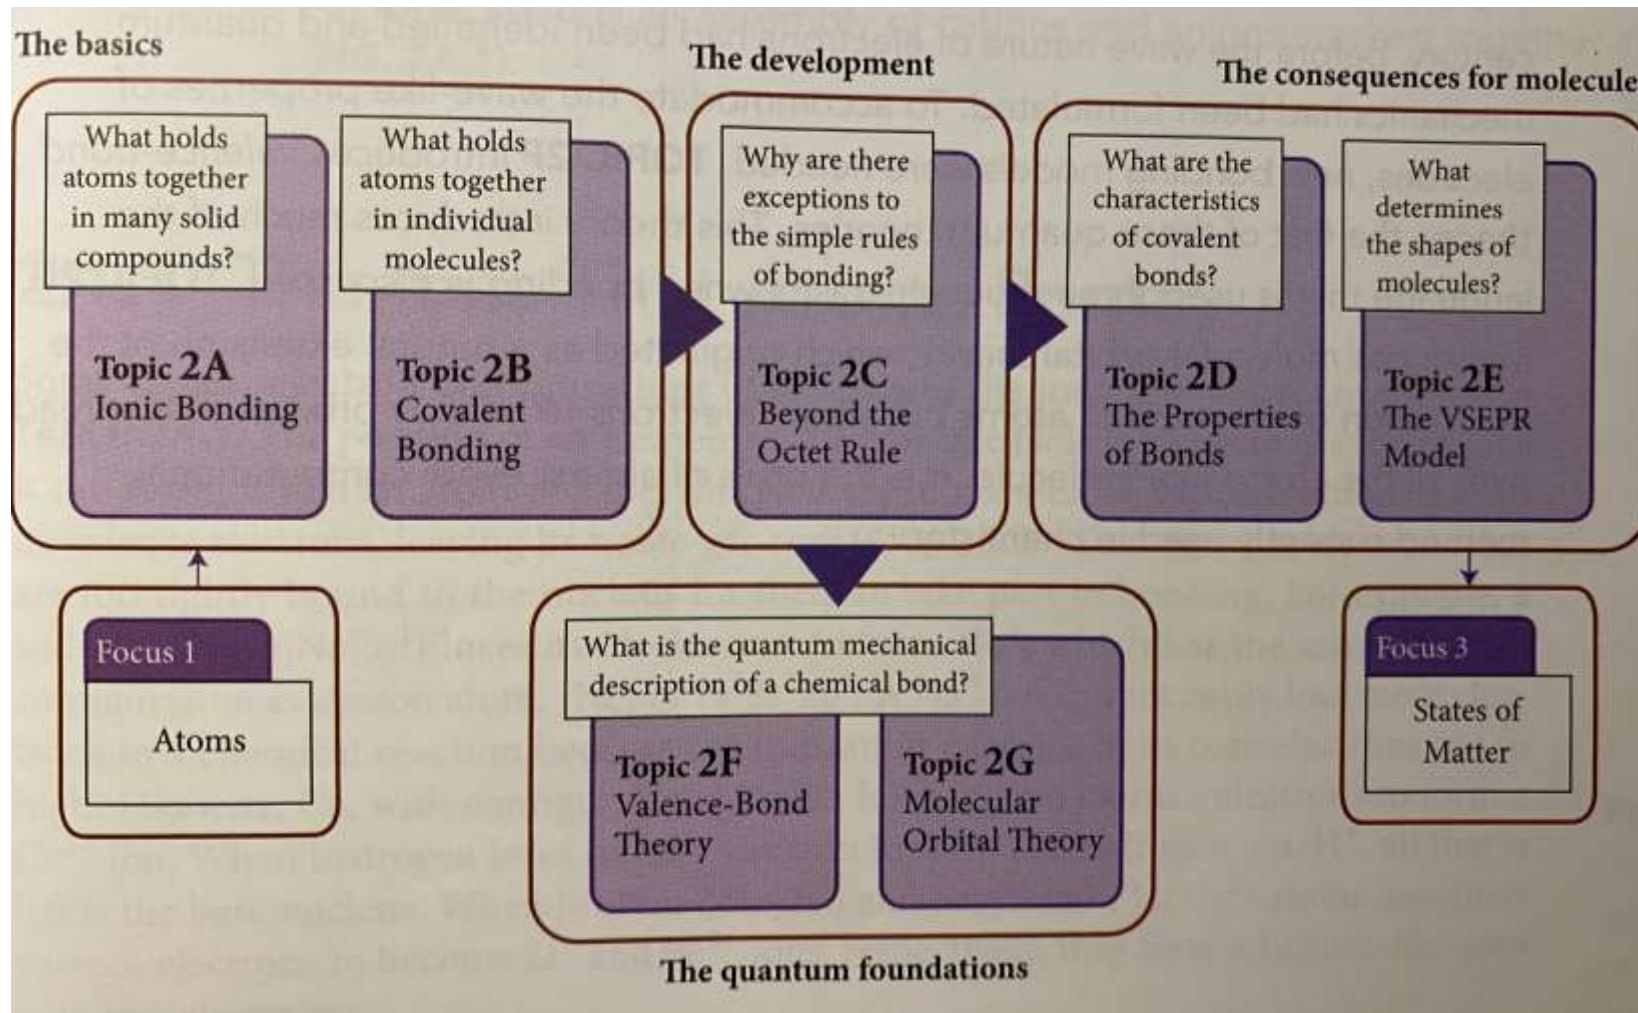 The basics
What holds
atoms together
in many solid
compounds?
Topic 2A
Ionic Bonding
What holds
atoms together
in individual
molecules?
Topic 2B
Covalent
Bonding
The development
Why are there
exceptions to
the simple rules
of bonding?
Topic 2C
Beyond the
Octet Rule
The consequences for molecule
What are the
characteristics
of covalent
bonds?
Topic 2D
The Properties
of Bonds
What
determines
the shapes of
molecules?
Topic 2E
The VSEPR
Model
Focus 1
Atoms
What is the quantum mechanical
description of a chemical bond?
Topic 2F
Valence-Bond
Theory
Topic 2G
Molecular
Orbital Theory
The quantum foundations
Focus 3
States of
Matter